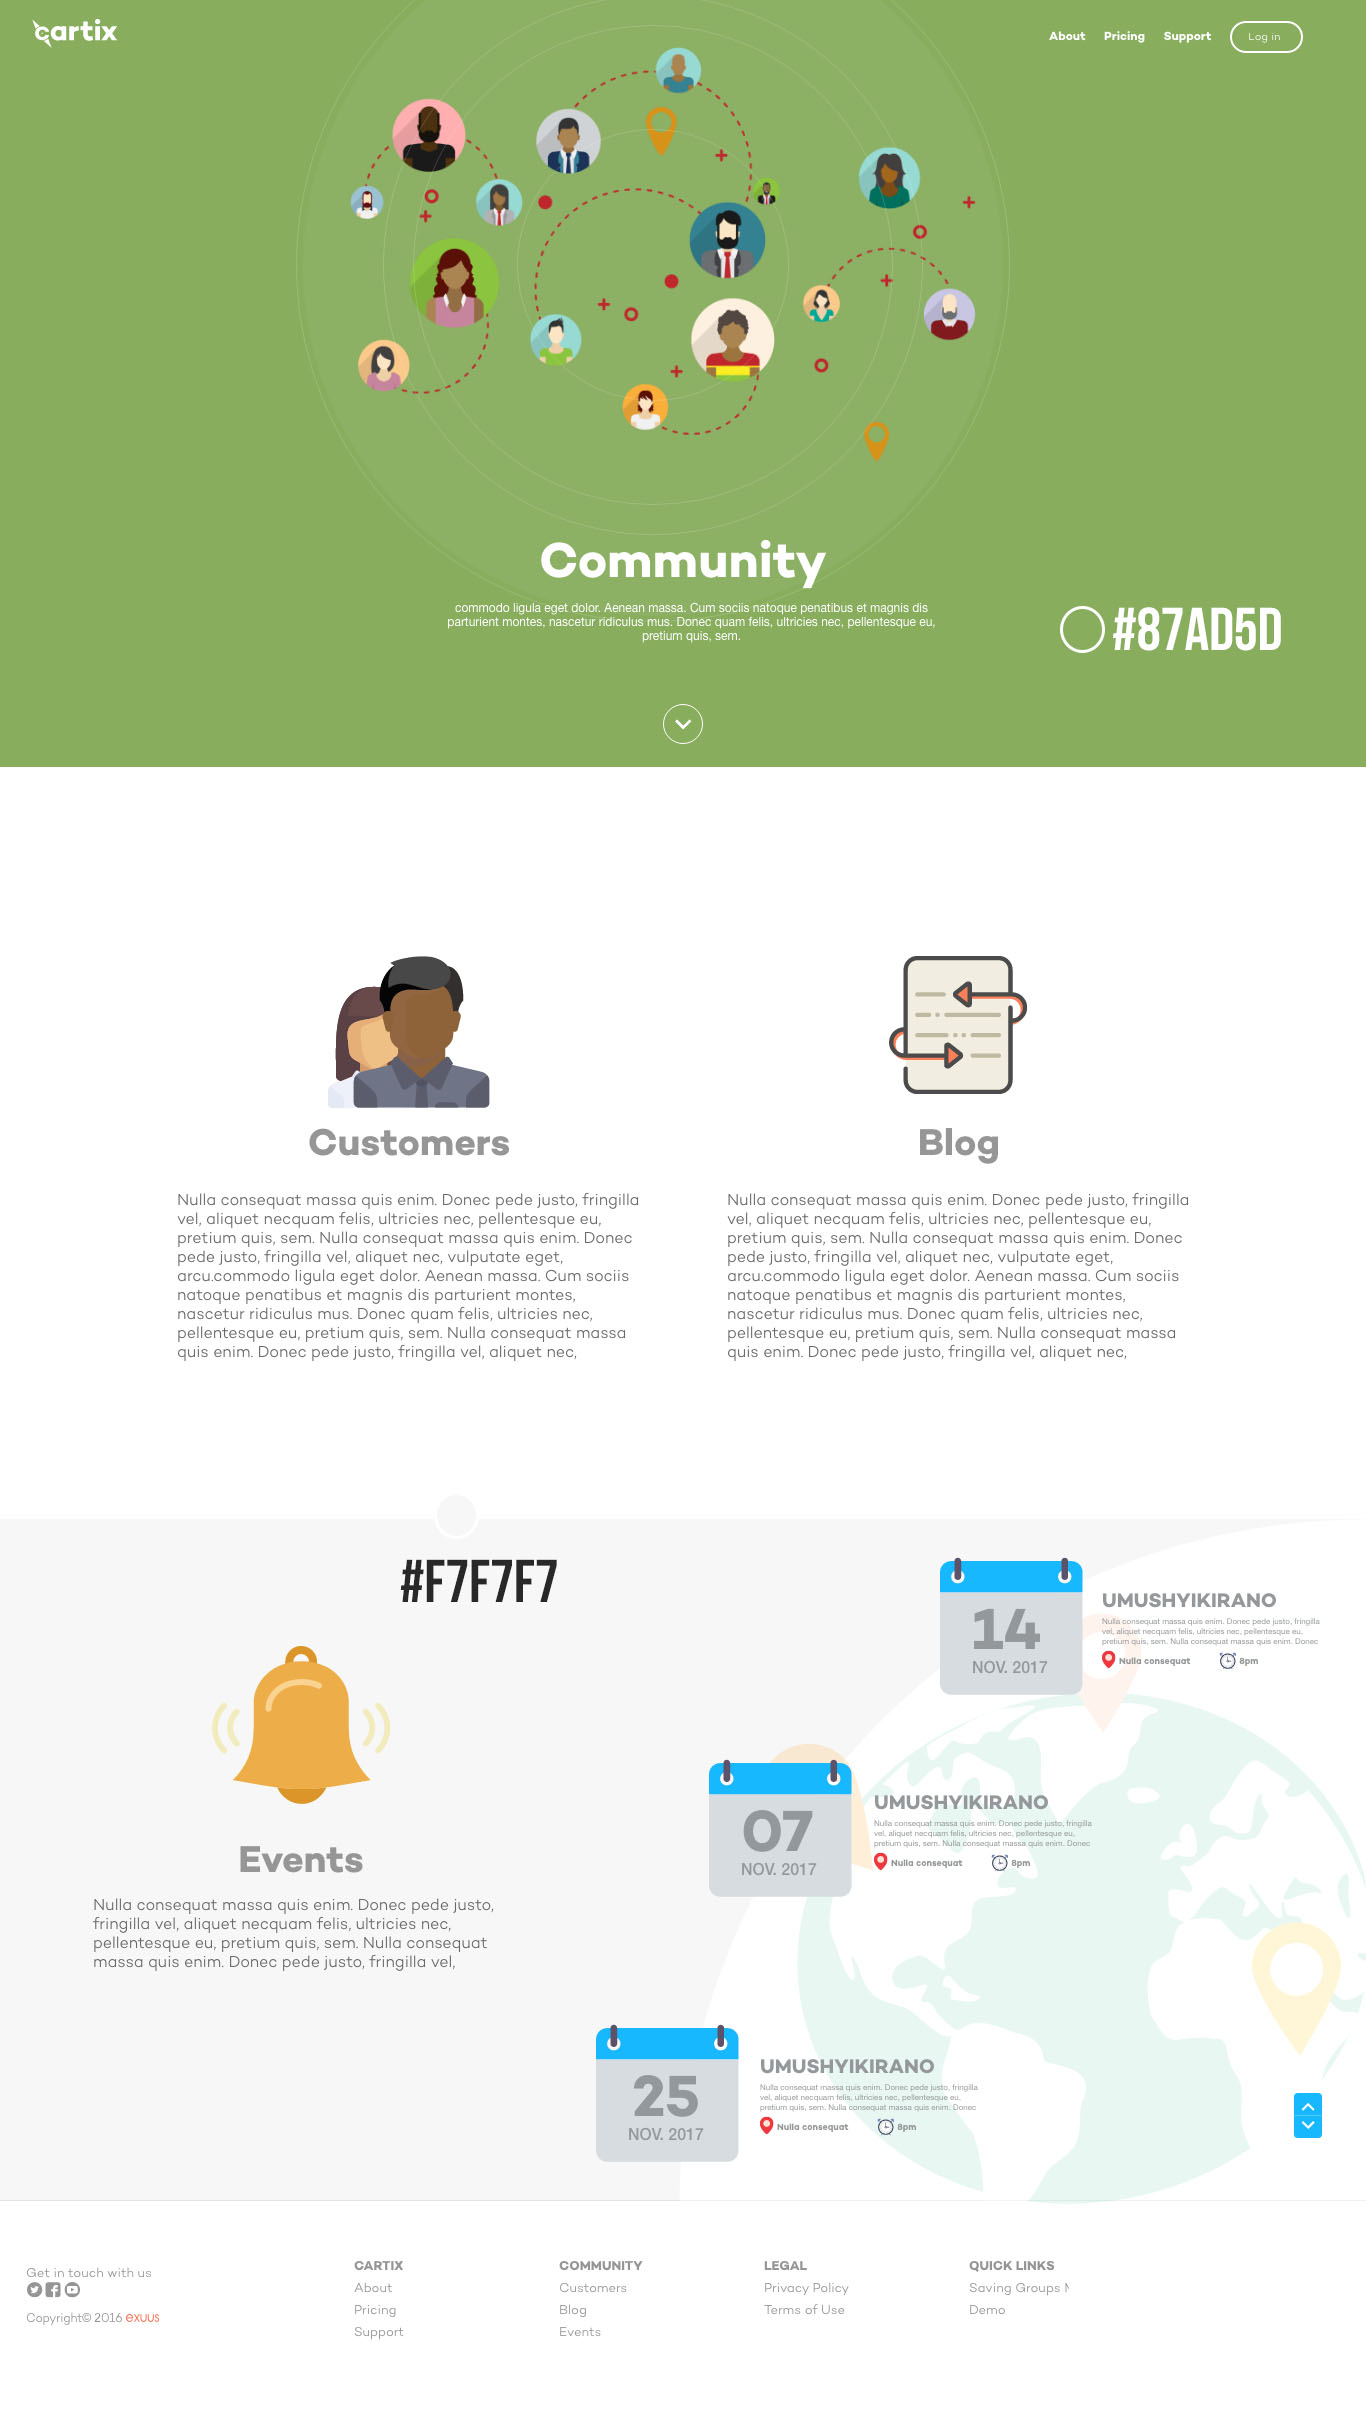 cartix
About Pricing Support Log in
Community
commodo ligula eget dolor. Aenean massa. Cum sociis natoque penatibus et magnis dis
parturient montes, nascetur ridiculus mus. Donec quam felis, ultricies nec, pellentesque eu,
pretium quis, sem.
#87AD5D
Customers
Nulla consequat massa quis enim. Donec pede justo, fringilla
vel, aliquet necquam felis, ultricies nec, pellentesque eu,
pretium quis, sem. Nulla consequat massa quis enim. Donec
pede justo, fringilla vel, aliquet nec, vulputate eget,
arcu.commodo ligula eget dolor. Aenean massa. Cum sociis
natoque penatibus et magnis dis parturient montes,
nascetur ridiculus mus. Donec quam felis, ultricies nec,
pellentesque eu, pretium quis, sem. Nulla consequat massa
quis enim. Donec pede justo, fringilla vel, aliquet nec,
Blog
Nulla consequat massa quis enim. Donec pede justo, fringilla
vel, aliquet necquam felis, ultricies nec, pellentesque eu,
pretium quis, sem. Nulla consequat massa quis enim. Donec
pede justo, fringilla vel, aliquet nec, vulputate eget,
arcu.commodo ligula eget dolor. Aenean massa. Cum sociis
natoque penatibus et magnis dis parturient montes,
nascetur ridiculus mus. Donec quam felis, ultricies nec,
pellentesque eu, pretium quis, sem. Nulla consequat massa
quis enim. Donec pede justo, fringilla vel, aliquet nec,
#F7F7F7
Events
Nulla consequat massa quis enim. Donec pede justo,
fringilla vel, aliquet necquam felis, ultricies nec,
pellentesque eu, pretium quis, sem. Nulla consequat
massa quis enim. Donec pede justo, fringilla vel,
14
NOV. 2017
UMUSHYIKIRANO
Nulla consequat massa quis enim. Donec pede justo, fringilla
vel, aliquet necquam felis, ultricies nec, pellentesque eu,
pretium quis, sem. Nulla consequat massa quis enim. Donec
Nulla consequat 8pm
07
NOV. 2017
UMUSHYIKIRANO
Nulla consequat massa quis enim. Donec pede justo, fringilla
vel, aliquet necquam felis, ultricies nec, pellentesque eu,
pretium quis, sem. Nulla consequat massa quis enim. Donec
Nulla consequat 8pm
25
NOV. 2017
UMUSHYIKIRANO
Nulla consequat massa quis enim. Donec pede justo, fringilla
vel, aliquet necquam felis, ultricies nec, pellentesque eu,
pretium quis, sem. Nulla consequat massa quis enim. Donec
Nulla consequat 8pm
Get in touch with us
Copyright© 2016 exuus
CARTIX
About
Pricing
Support
COMMUNITY
Customers
Blog
Events
LEGAL
Privacy Policy
Terms of Use
QUICK LINKS
Saving Groups
Demo